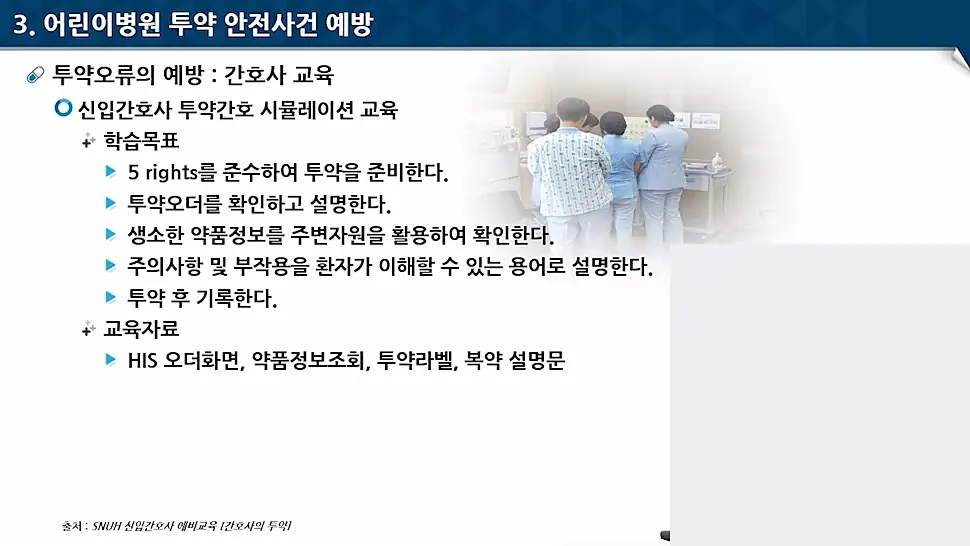 3. 어린이병원 투약 안전사건 예방
투약오류의 예방 : 간호사 교육
신입간호사 투약간호 시뮬레이션 교육
학습목표
5 rights를 준수하여 투약을 준비한다.
투약오더를 확인하고 설명한다.
생소한 약품정보를 주변자원을 활용하여 확인한다.
주의사항 및 부작용을 환자가 이해할 수 있는 용어로 설명한다.
투약 후 기록한다.
교육자료
HIS 오더화면, 약품정보조회, 투약라벨, 복약 설명문
출처 : SNUH 신입간호사 예비교육 [간호사의 투약]